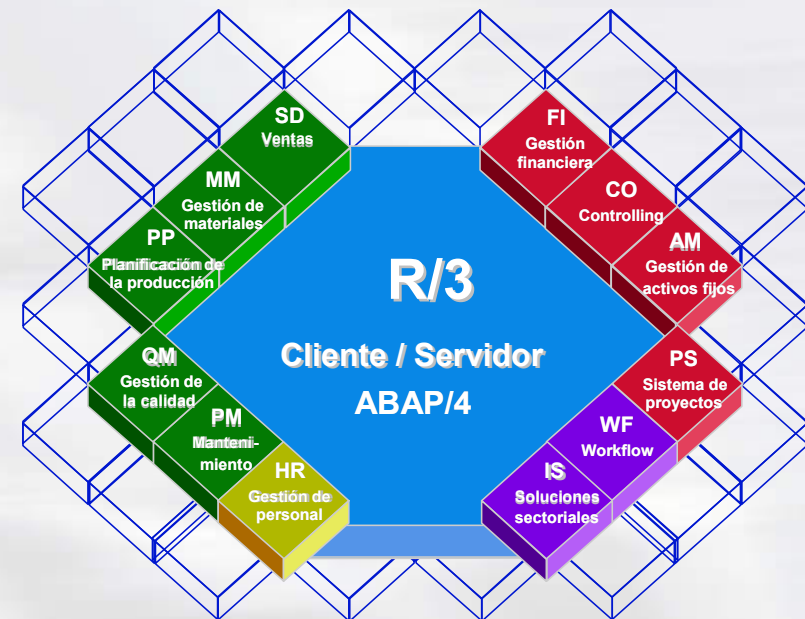 SD
Ventas
MM
Gestión de
materiales
PP
Planificación de
la producción
QM
Gestión de
la calidad
PM
Manteni-
miento
HR
Gestión de
personal
R/3
Cliente / Servidor
ABAP/4
FI
Gestión
financiera
CO
Controlling
AM
Gestión de
activos fijos
PS
Sistema de
proyectos
WF
Workflow
IS
Soluciones
sectoriales